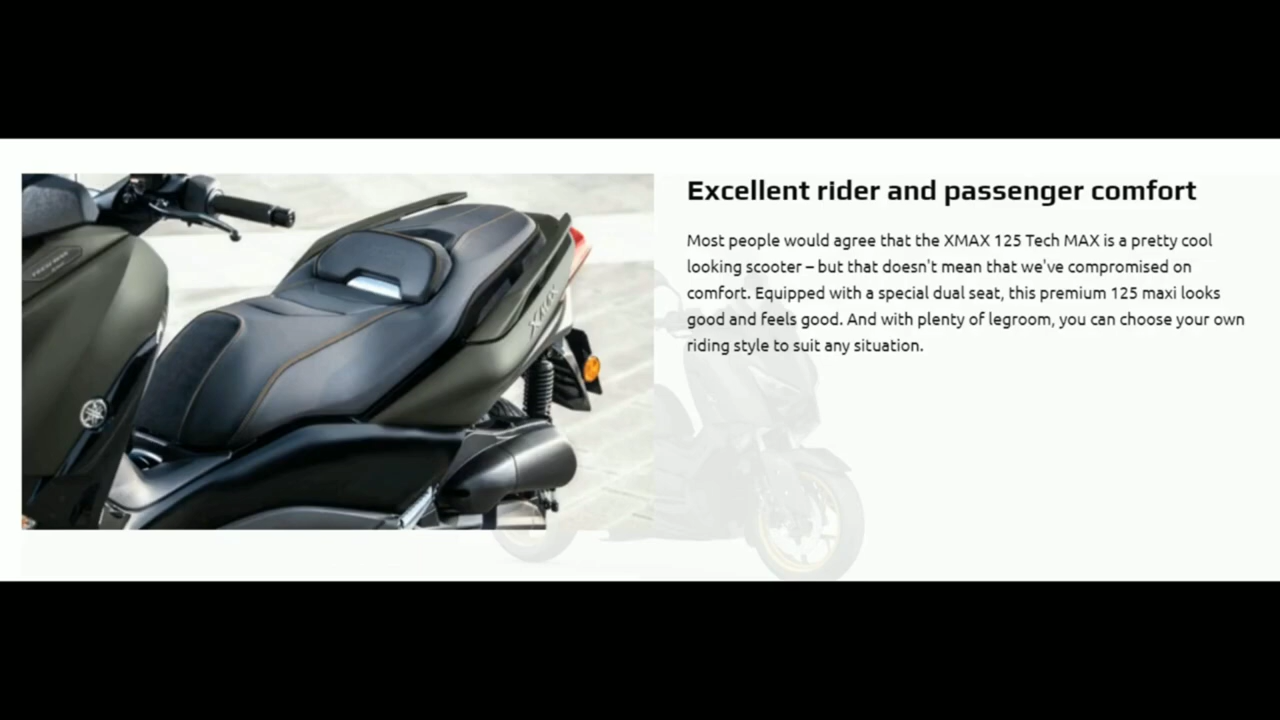 Excellent rider and passenger comfort
Most people would agree that the XMAX 125 Tech MAX is a pretty cool
looking scooter – but that doesn't mean that we've compromised on
comfort. Equipped with a special dual seat, this premium 125 maxi looks
good and feels good. And with plenty of legroom, you can choose your own
riding style to suit any situation.
XMAX